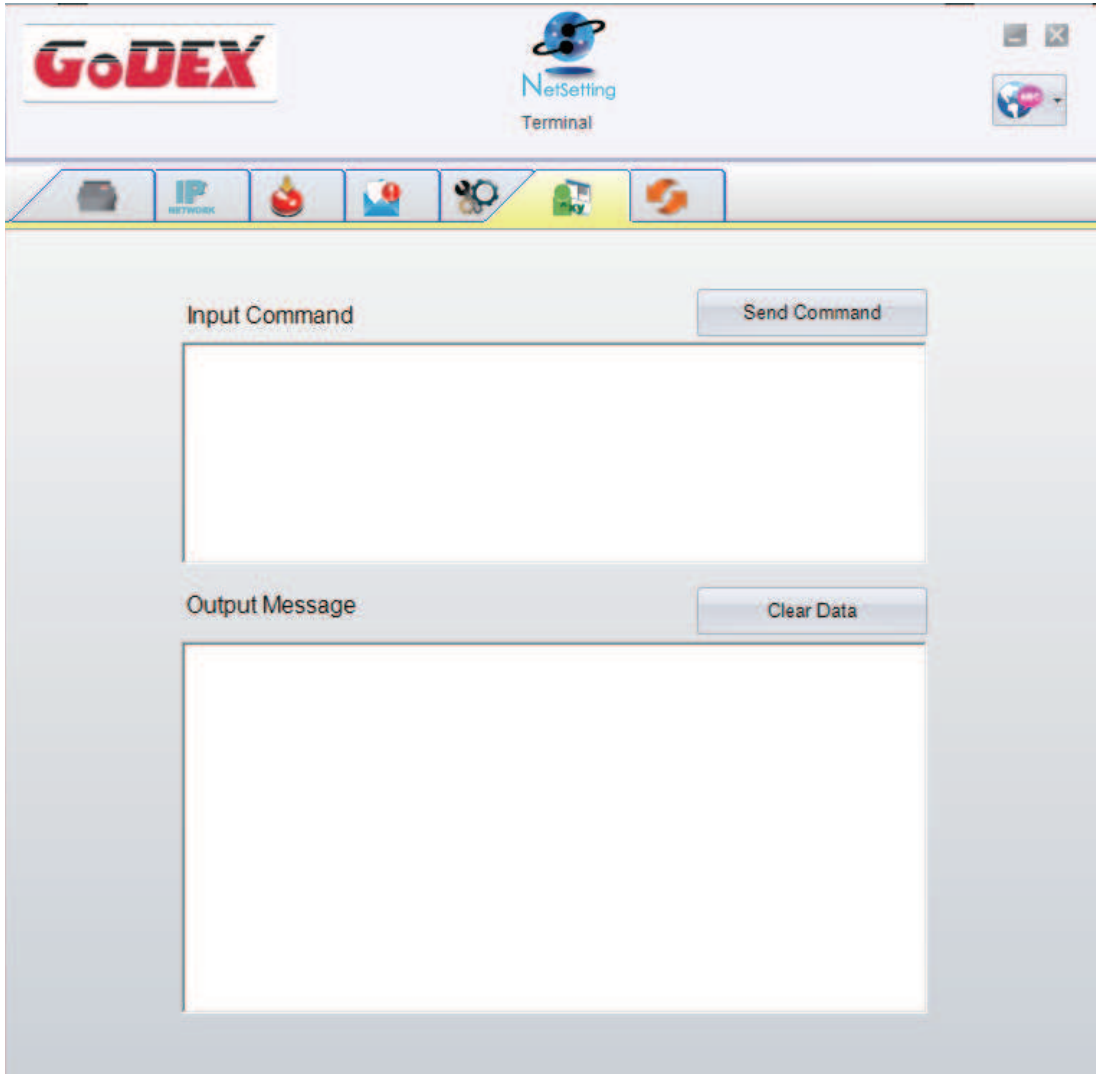 GoDEX
NetSetting
Terminal
IP
NETWORK
Input Command
Send Command
Output Message
Clear Data